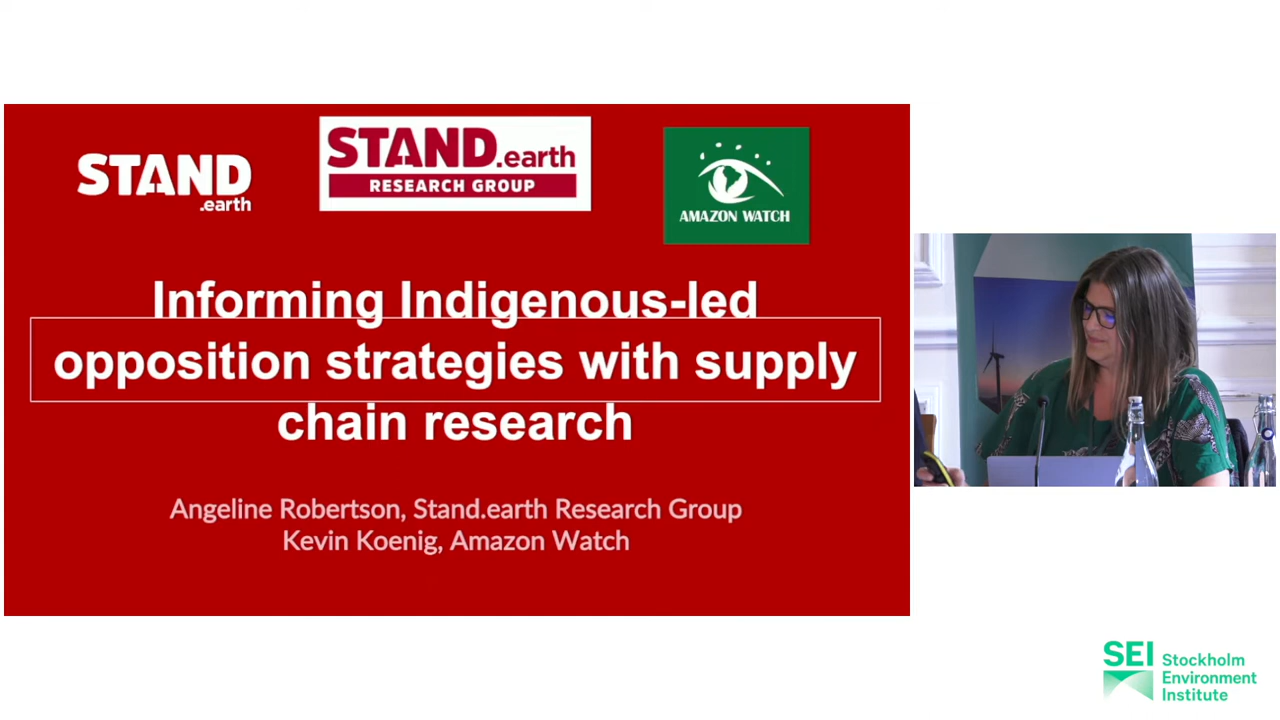 STAND
.earth
STAND.earth
RESEARCH GROUP
AMAZON WATCH
Informing Indigenous-led
opposition strategies with supply
chain research
Angeline Robertson, Stand.earth Research Group
Kevin Koenig, Amazon Watch
SEI Stockholm
Environment
Institute